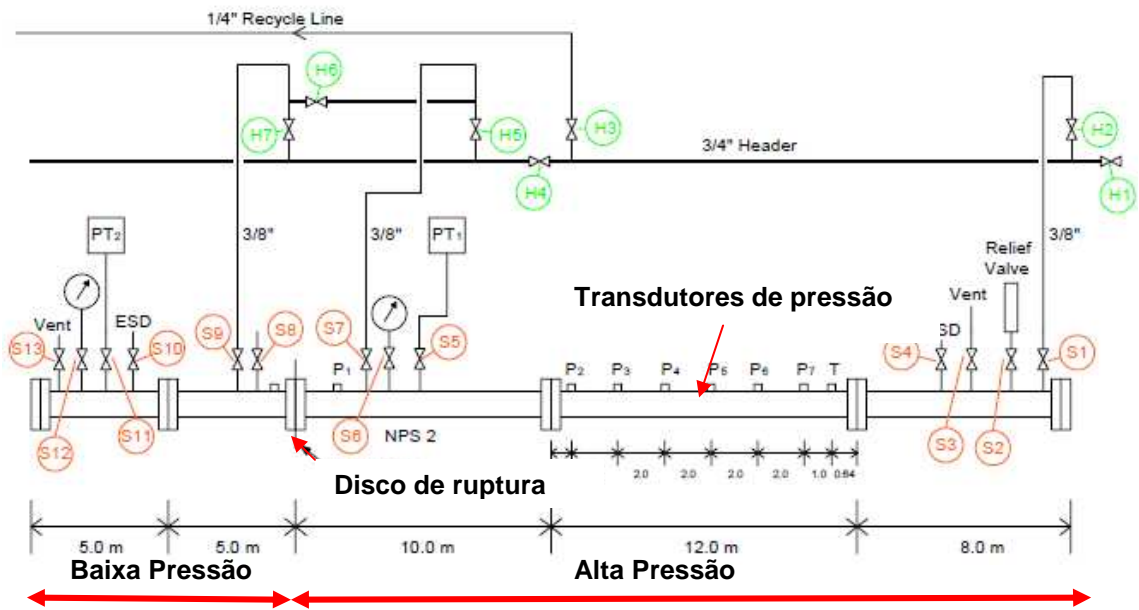 1/4" Recycle Line
H6
H7
H5
H3
H2
3/4" Header
H4
H1
PT2
3/8"
3/8"
PT1
3/8"
Relief
Valve
Transdutores de pressão
Vent
Vent
ESD
SD
S13
S10
S9
S8
S7
S5
S4
S1
P1
P2
P3
P4
P5
P6
P7
T
S12
S11
S6
NPS 2
S3
S2
2.0
2.0
2.0
2.0
1.0
0.64
Disco de ruptura
5.0 m
5.0 m
10.0 m
12.0 m
8.0 m
Baixa Pressão
Alta Pressão